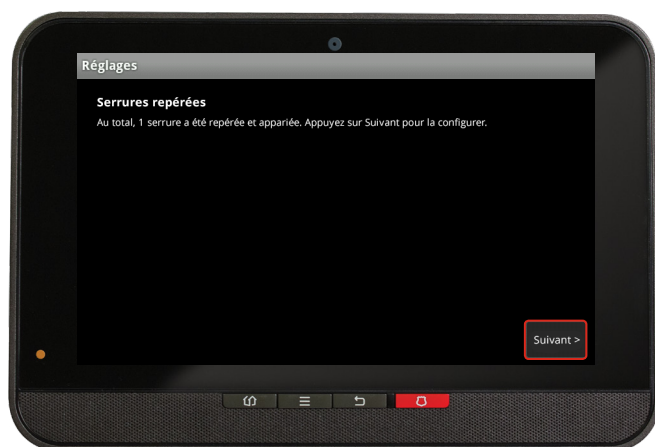 Réglages
Serrures repérées
Au total, 1 serrure a été repérée et appariée. Appuyez sur Suivant pour la configurer.
Suivant >